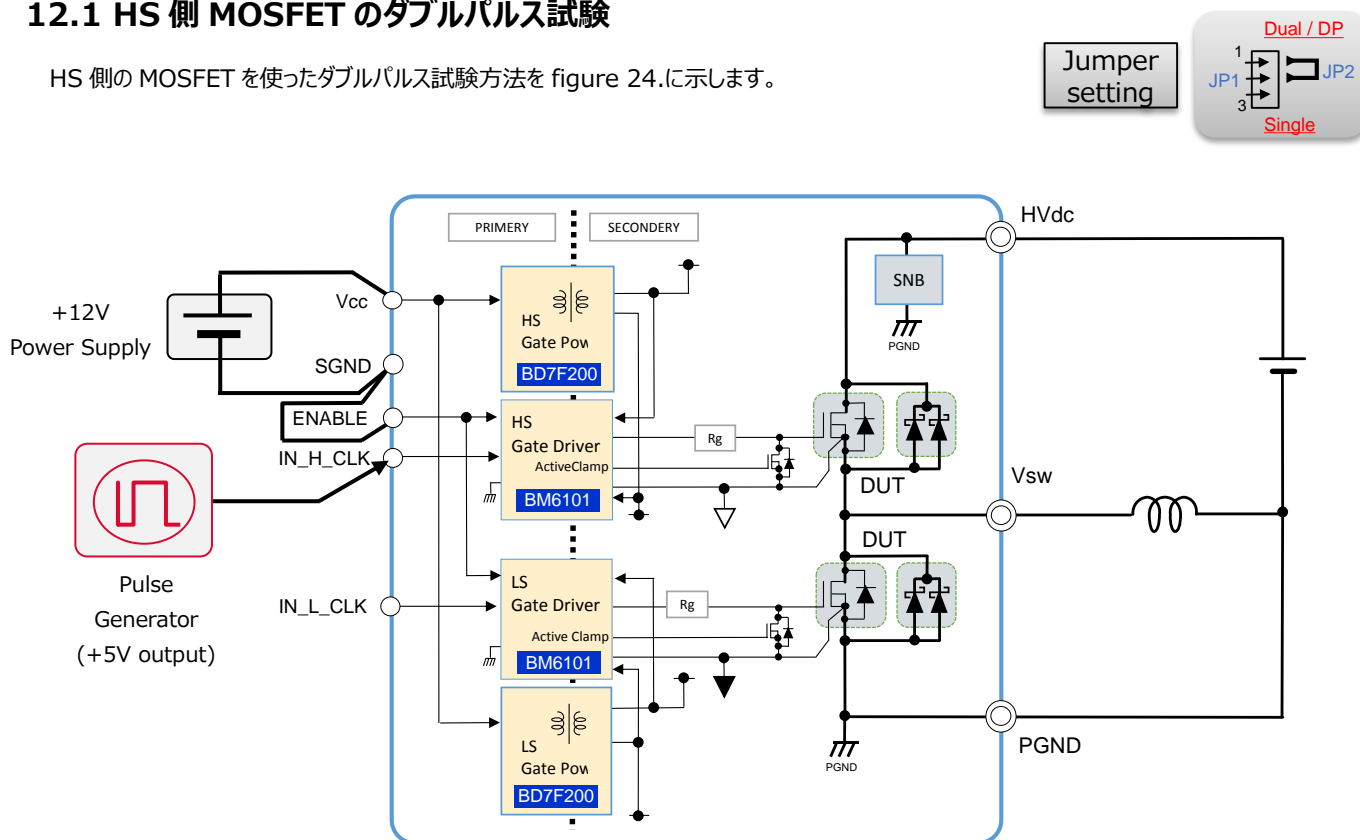 12.1 HS 側 MOSFET のダブルパルス試験
HS 側の MOSFET を使ったダブルパルス試験方法を figure 24.に示します。
Jumper
setting
Dual / DP
1
JP1
JP2
3
Single
HVdc
PRIMERY
SECONDERY
SNB
PGND
+12V
Power Supply
Vcc
SGND
ENABLE
IN_H_CLK
HS
Gate Pow
BD7F200
HS
Gate Driver
ActiveClamp
BM6101
Rg
DUT
Vsw
DUT
Pulse
Generator
(+5V output)
IN_L_CLK
LS
Gate Driver
Active Clamp
BM6101
Rg
LS
Gate Pow
BD7F200
PGND
PGND